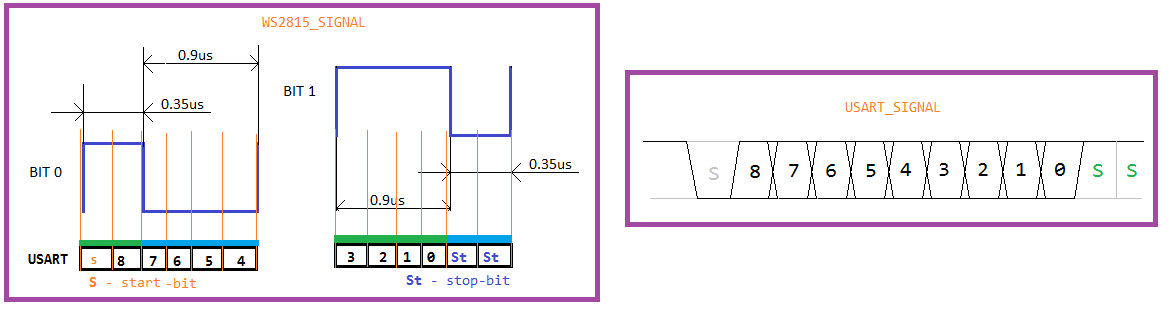 WS2815_SIGNAL
0.9us
0.35us
BIT 0
BIT 1
0.35us
0.9us
USART
s 8 7 6 5 4
3 2 1 0 St St
S - start -bit
St - stop-bit
USART_SIGNAL
S 8 7 6 5 4 3 2 1 0 S S